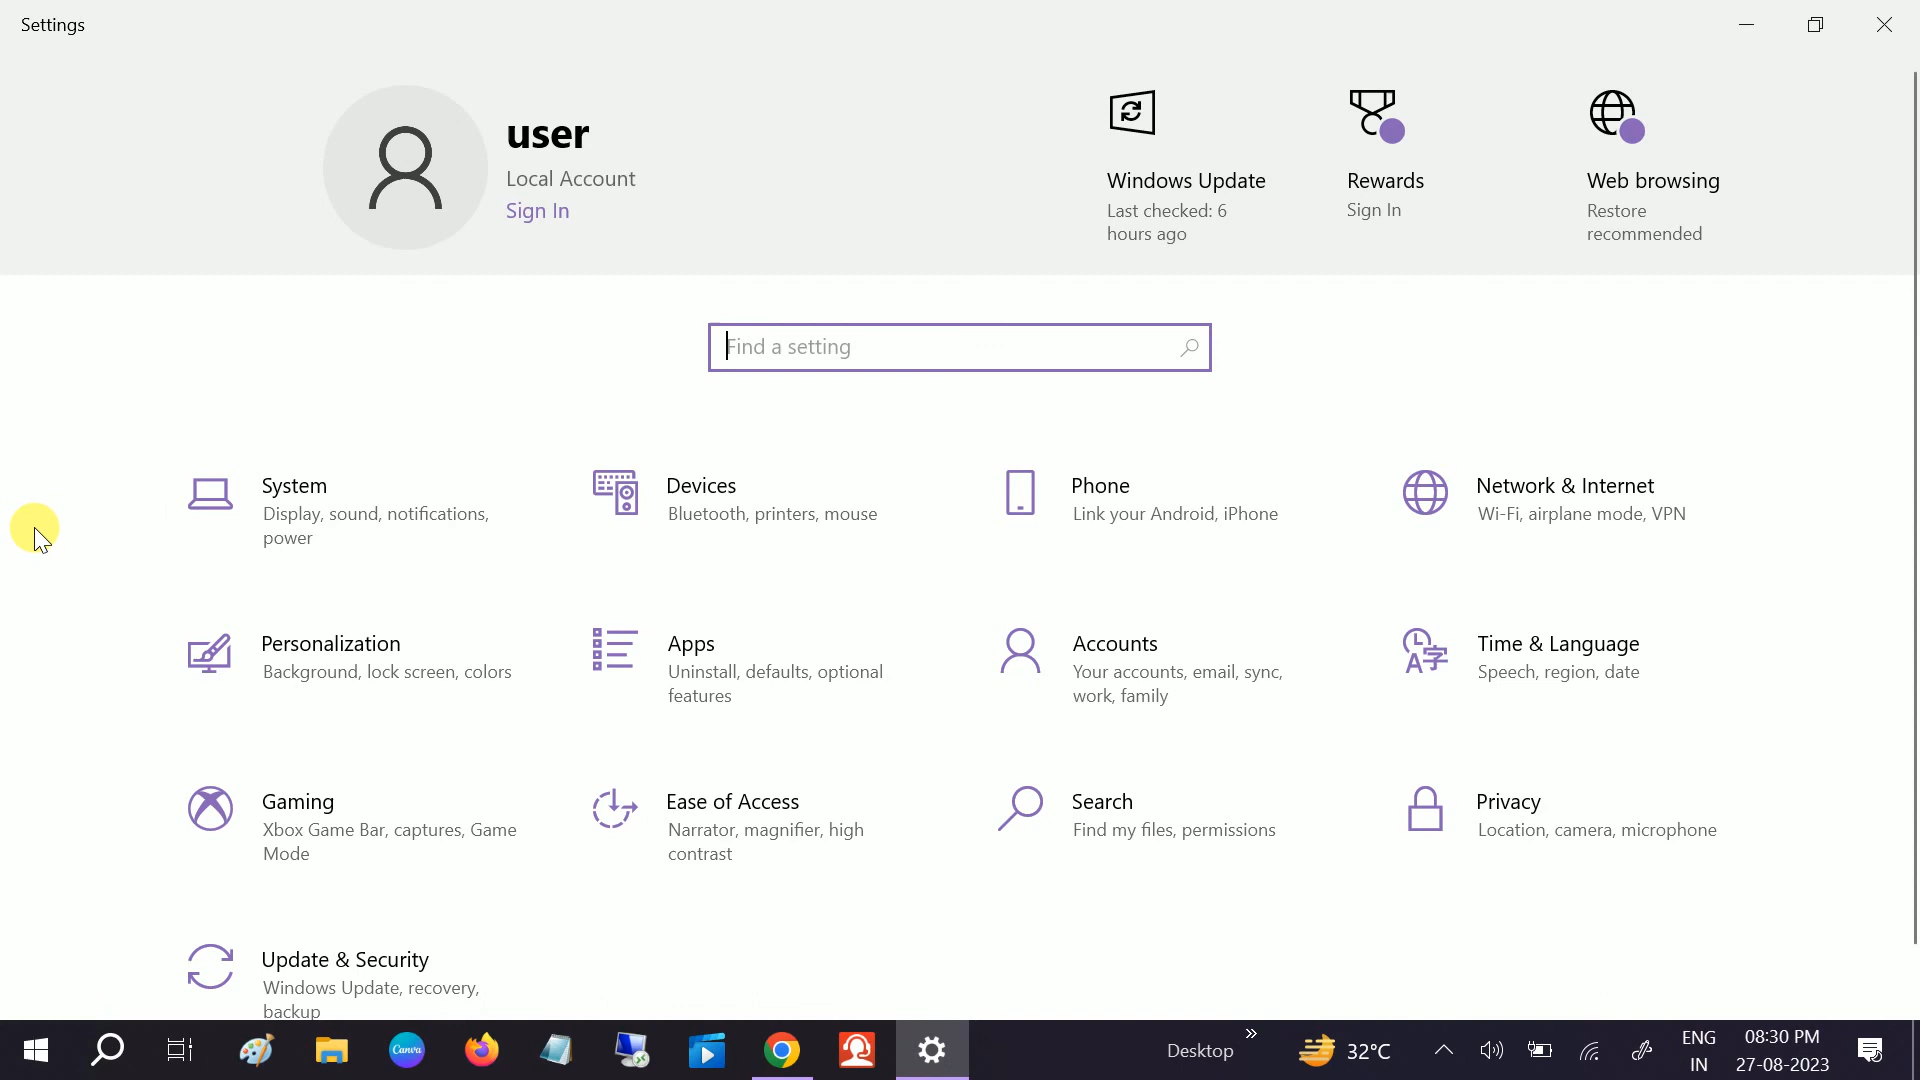 Settings
user
Local Account
Sign In
Windows Update
Last checked: 6
hours ago
Rewards
Sign In
Web browsing
Restore
recommended
Find a setting
System
Display, sound, notifications,
power
Devices
Bluetooth, printers, mouse
Phone
Link your Android, iPhone
Network & Internet
Wi-Fi, airplane mode, VPN
Personalization
Background, lock screen, colors
Apps
Uninstall, defaults, optional
features
Accounts
Your accounts, email, sync,
work, family
Time & Language
Speech, region, date
Gaming
Xbox Game Bar, captures, Game
Mode
Ease of Access
Narrator, magnifier, high
contrast
Search
Find my files, permissions
Privacy
Location, camera, microphone
Update & Security
Windows Update, recovery,
backup
Canva
Desktop
32°C
ENG
IN
08:30 PM
27-08-2023